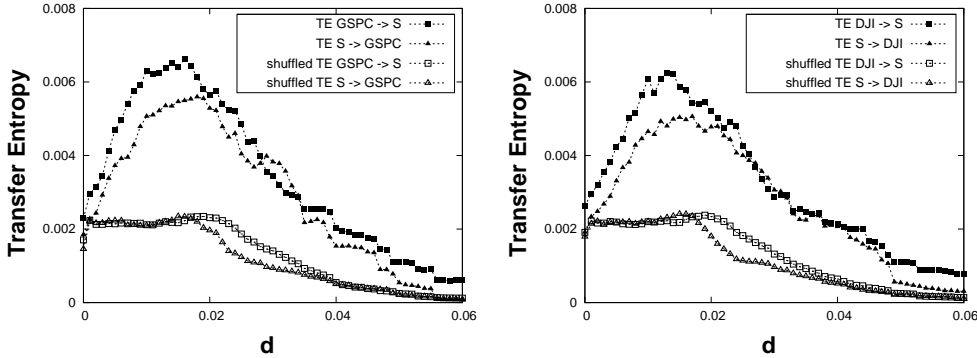 0.008
0.006
0.004
0.002
0
Transfer Entropy
0
0.02
0.04
0.06
d
TE GSPC -> S
TE S -> GSPC
shuffled TE GSPC -> S
shuffled TE S -> GSPC
0.008
0.006
0.004
0.002
0
Transfer Entropy
0
0.02
0.04
0.06
d
TE DJI -> S
TE S -> DJI
shuffled TE DJI -> S
shuffled TE S -> DJI